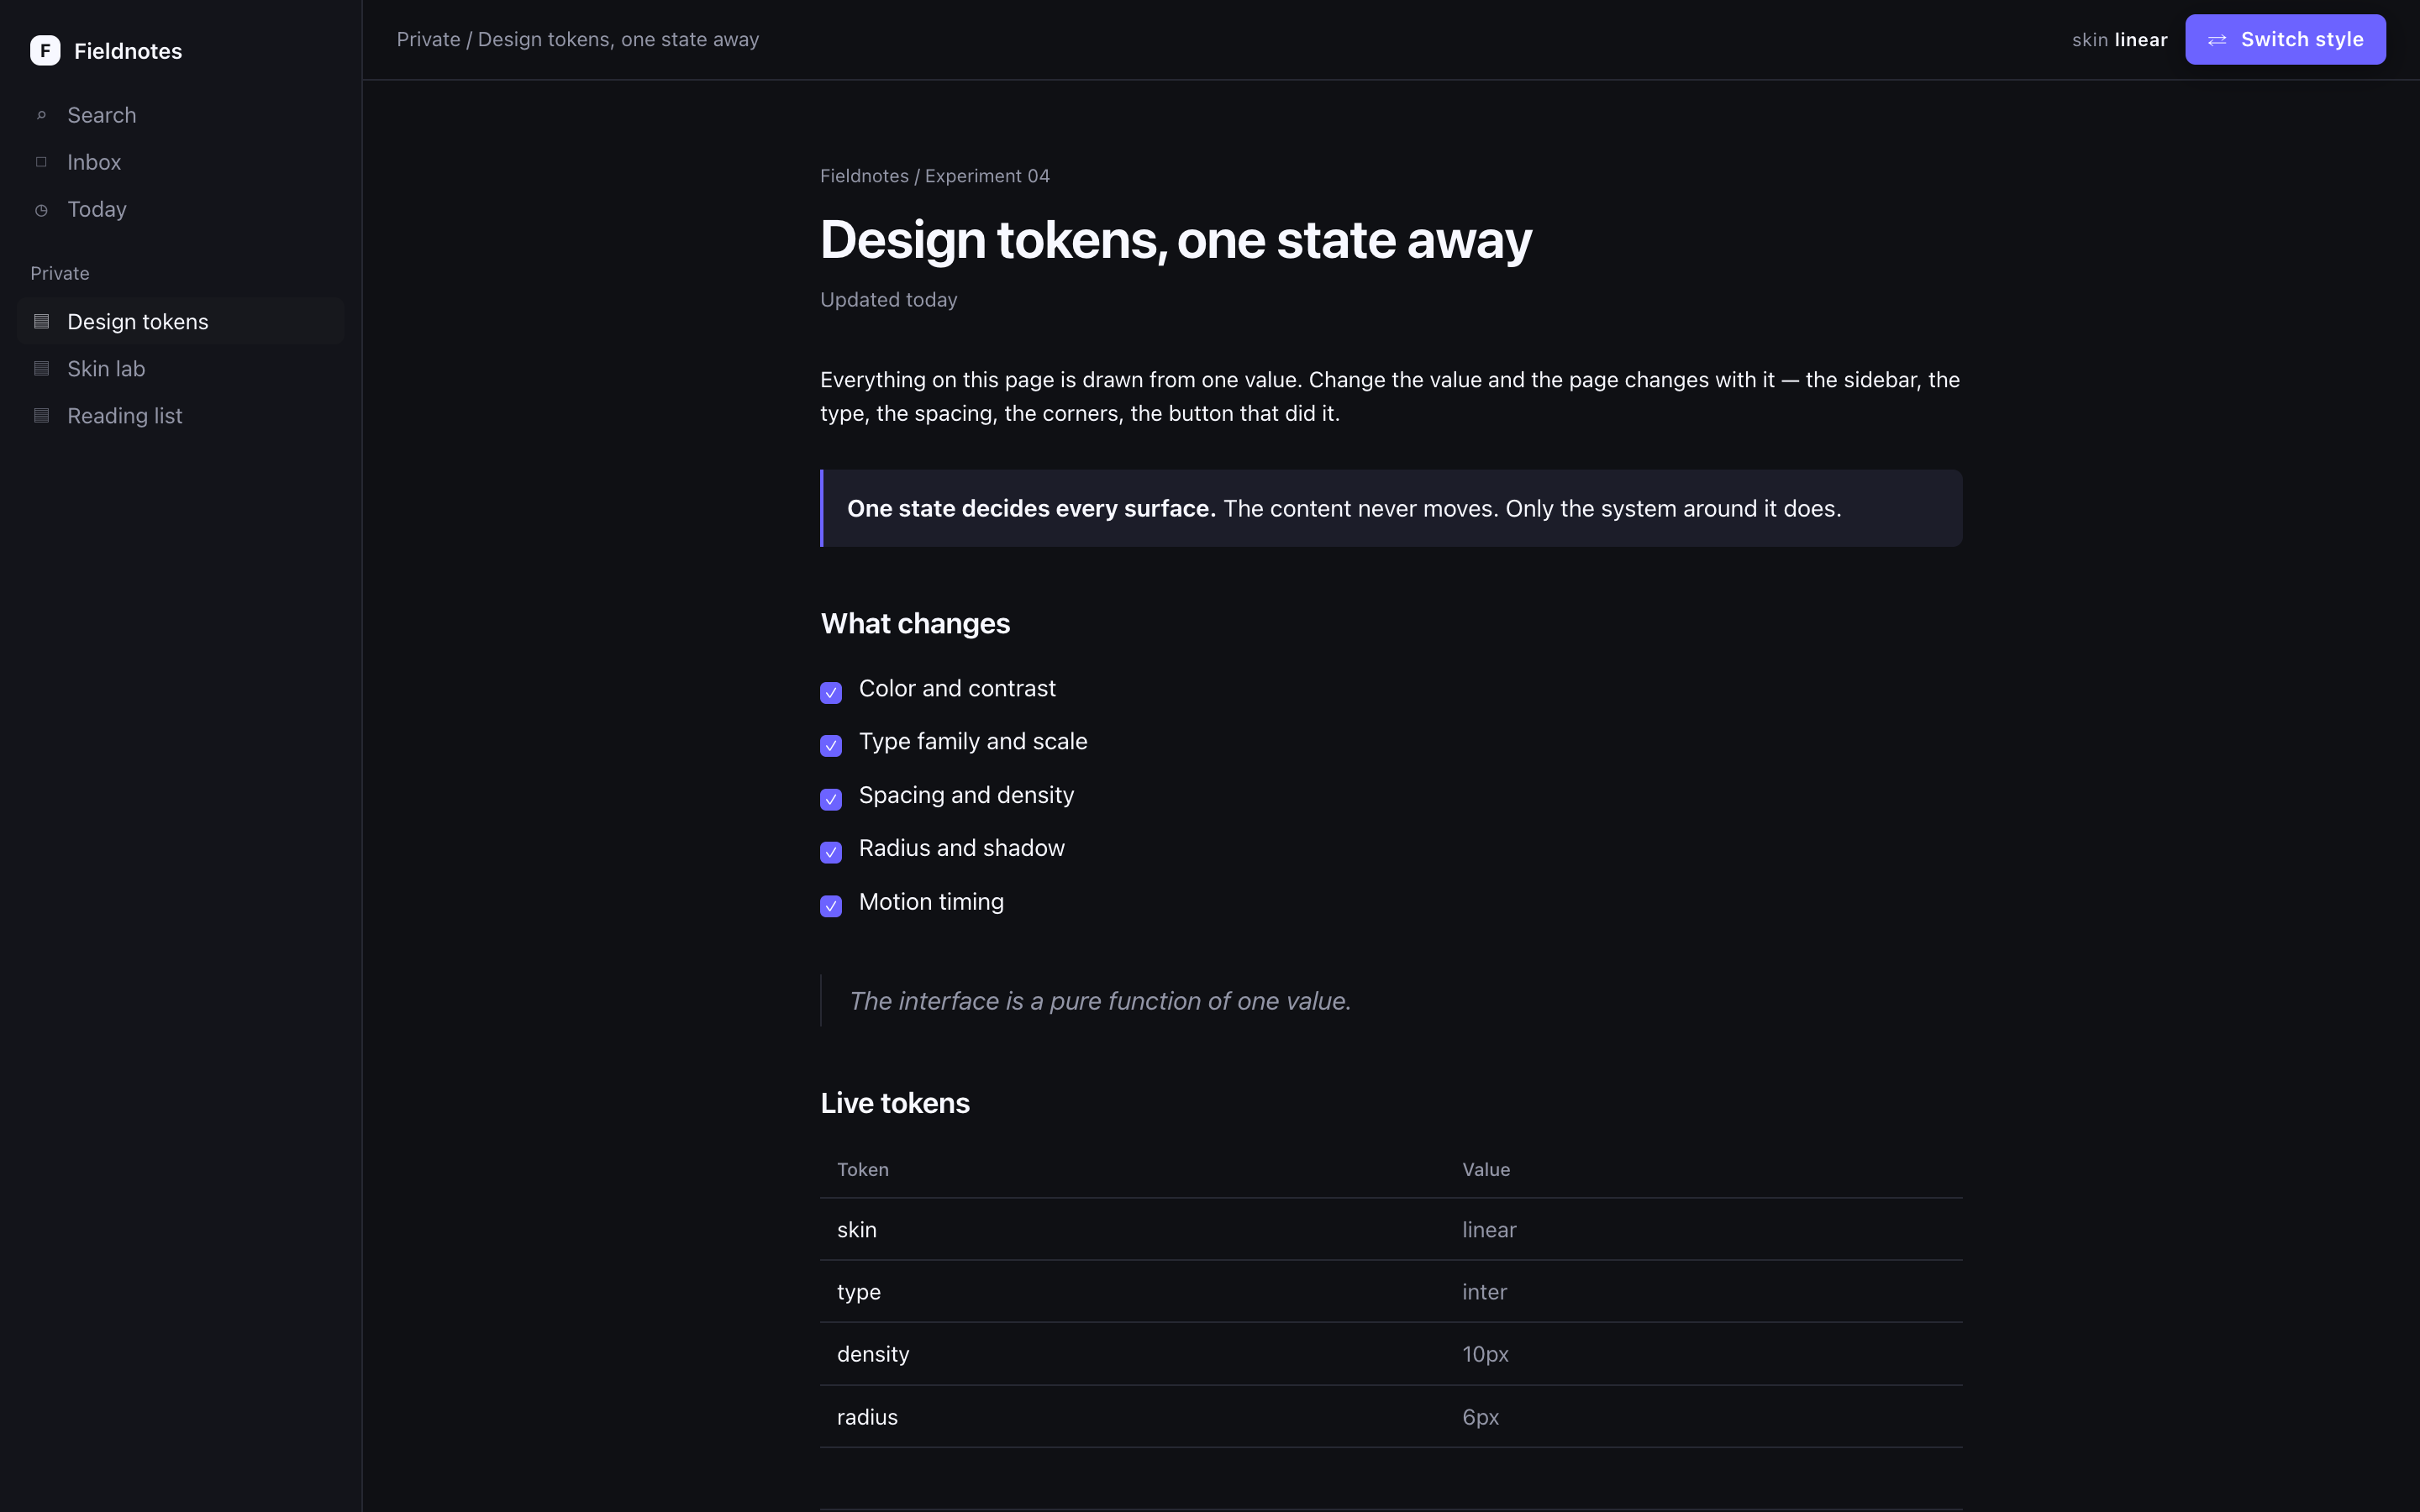 F Fieldnotes
Search
Inbox
Today
Private
Design tokens
Skin lab
Reading list
Private / Design tokens, one state away
skin linear
Switch style
Fieldnotes / Experiment 04
Design tokens, one state away
Updated today
Everything on this page is drawn from one value. Change the value and the page changes with it — the sidebar, the
type, the spacing, the corners, the button that did it.
One state decides every surface. The content never moves. Only the system around it does.
What changes
Color and contrast
Type family and scale
Spacing and density
Radius and shadow
Motion timing
The interface is a pure function of one value.
Live tokens
Token Value
skin linear
type inter
density 10px
radius 6px